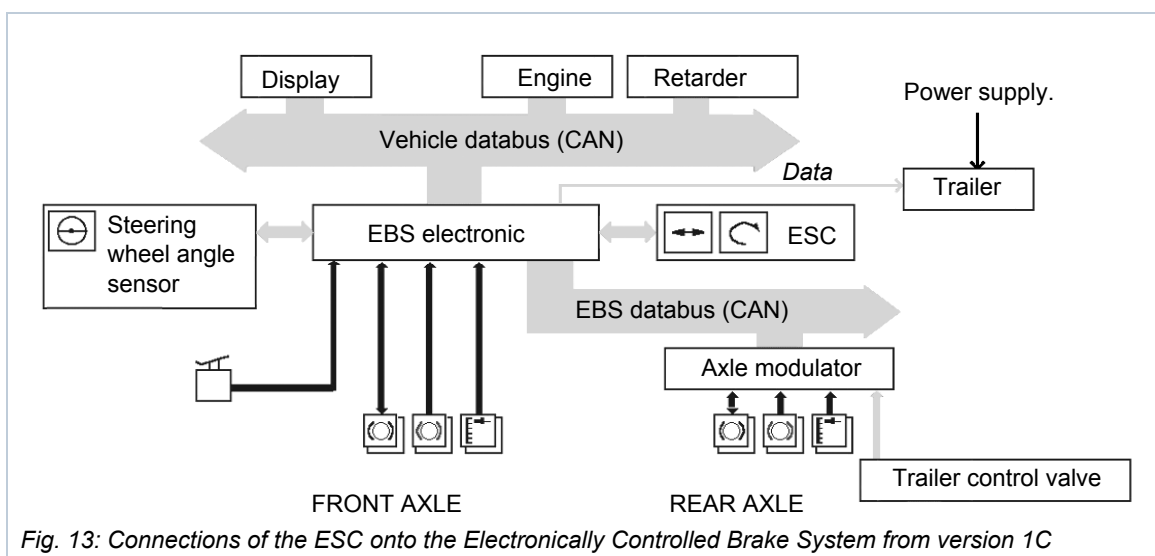 Display
Engine
Retarder
Power supply.
Vehicle databus (CAN)
Data
Trailer
Steering
wheel angle
sensor
EBS electronic
ESC
EBS databus (CAN)
Axle modulator
Trailer control valve
FRONT AXLE
REAR AXLE
Fig. 13: Connections of the ESC onto the Electronically Controlled Brake System from version 1C